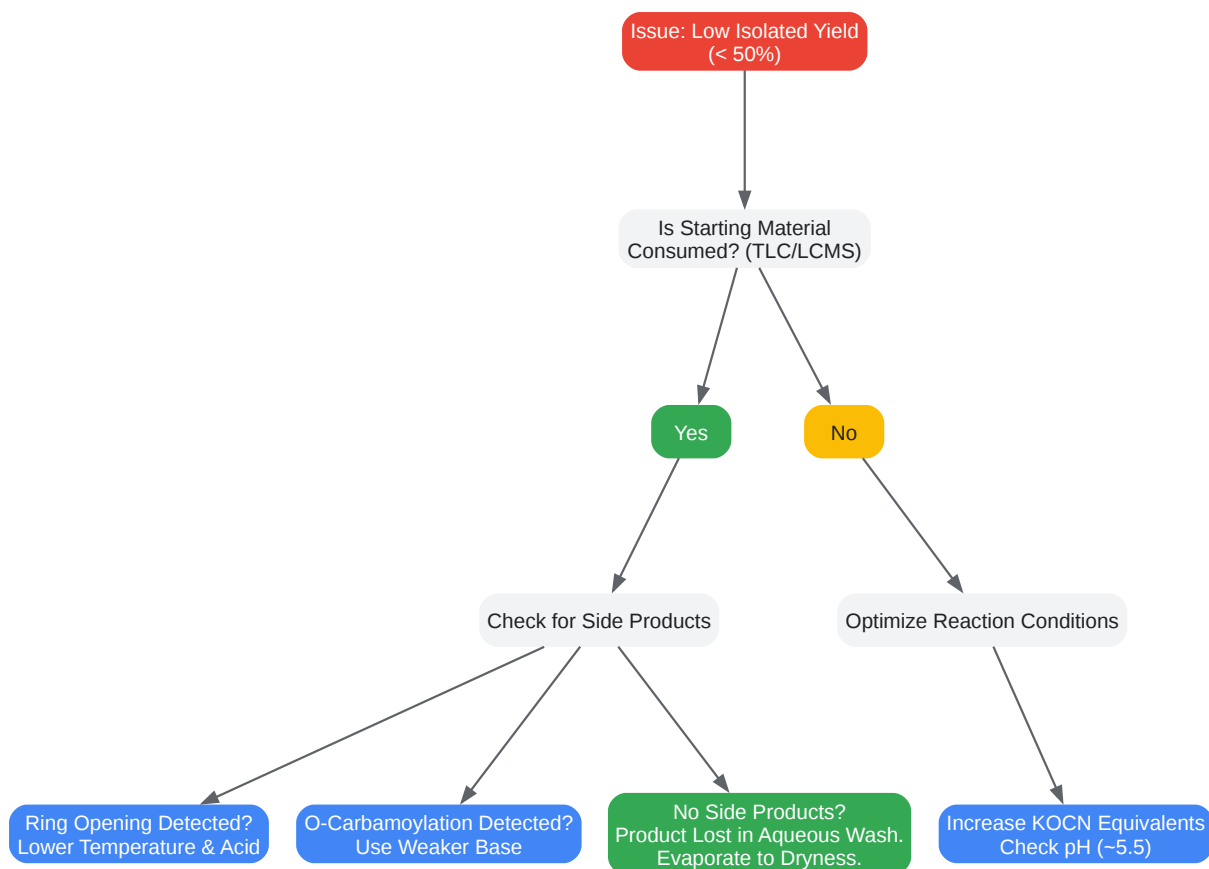 Issue: Low Isolated Yield
(< 50%)
Is Starting Material
Consumed? (TLC/LCMS)
Yes
No
Check for Side Products
Optimize Reaction Conditions
Ring Opening Detected?
Lower Temperature & Acid
O-Carbamoylation Detected?
Use Weaker Base
No Side Products?
Product Lost in Aqueous Wash.
Evaporate to Dryness.
Increase KOCN Equivalents
Check pH (~5.5)